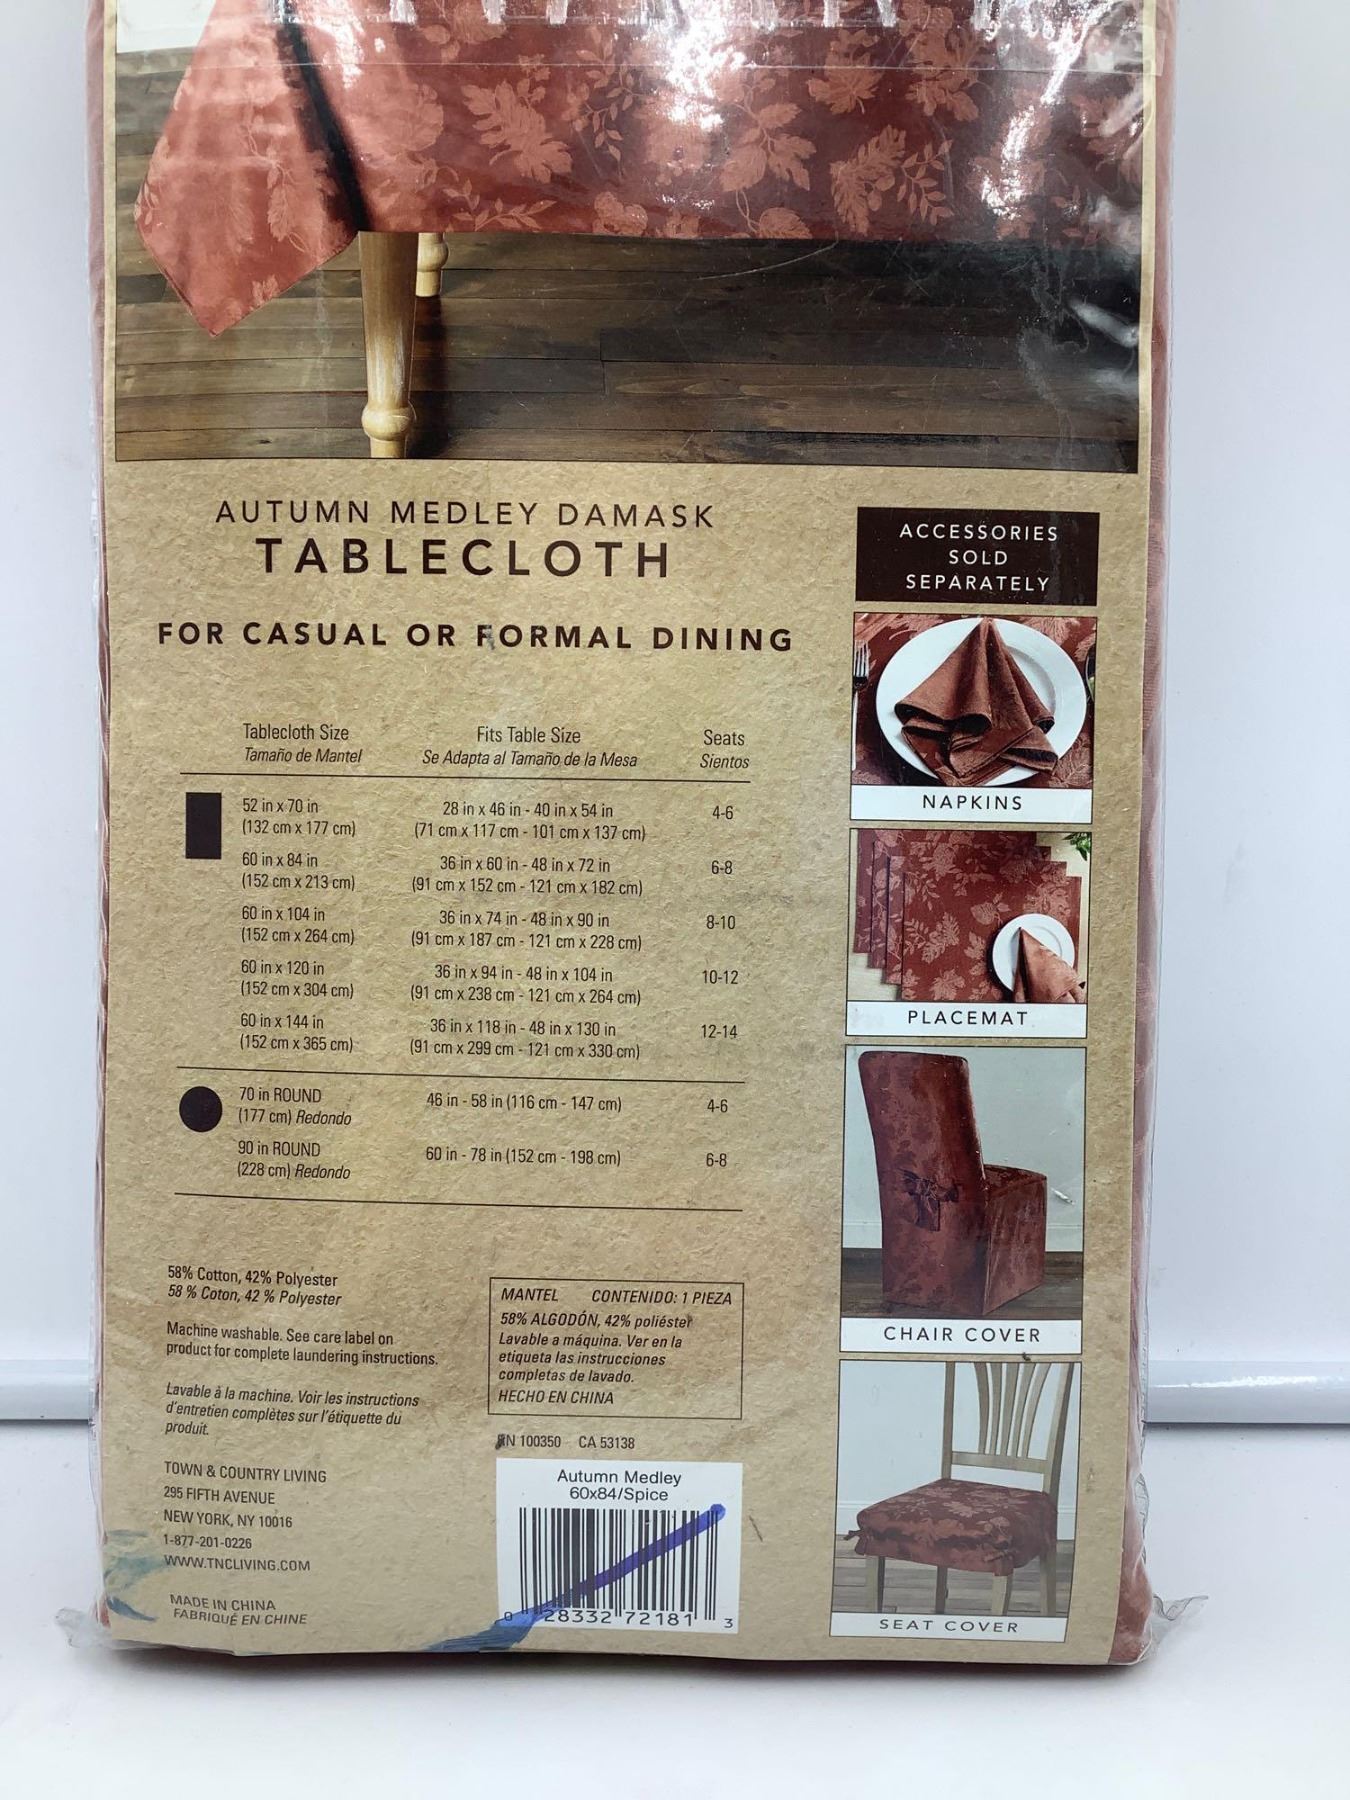 AUTUMN MEDLEY DAMASK
TABLECLOTH
FOR CASUAL OR FORMAL DINING
Tablecloth Size Fits Table Size Seats
Tamaño de Mantel Se Adapta al Tamaño de la Mesa Sientos
52 in x 70 in 28 in x 46 in - 40 in x 54 in 4-6
(132 cm x 177 cm) (71 cm x 117 cm - 101 cm x 137 cm)
60 in x 84 in 36 in x 60 in - 48 in x 72 in 6-8
(152 cm x 213 cm) (91 cm x 152 cm - 121 cm x 182 cm)
60 in x 104 in 36 in x 74 in - 48 in x 90 in 8-10
(152 cm x 264 cm) (91 cm x 187 cm - 121 cm x 228 cm)
60 in x 120 in 36 in x 94 in - 48 in x 104 in 10-12
(152 cm x 304 cm) (91 cm x 238 cm - 121 cm x 264 cm)
60 in x 144 in 36 in x 118 in - 48 in x 130 in 12-14
(152 cm x 365 cm) (91 cm x 299 cm - 121 cm x 330 cm)
70 in ROUND 46 in - 58 in (116 cm - 147 cm) 4-6
(177 cm) Redondo
90 in ROUND 60 in - 78 in (152 cm - 198 cm) 6-8
(228 cm) Redondo
58% Cotton, 42% Polyester
58 % Coton, 42 % Polyester
Machine washable. See care label on
product for complete laundering instructions.
Lavable à la machine. Voir les instructions
d'entretien complètes sur l'étiquette du
produit.
TOWN & COUNTRY LIVING
295 FIFTH AVENUE
NEW YORK, NY 10016
1-877-201-0226
WWW.TNCLIVING.COM
MADE IN CHINA
FABRIQUÉ EN CHINE
MANTEL CONTENIDO: 1 PIEZA
58% ALGODÓN, 42% poliéster
Lavable a máquina. Ver en la
etiqueta las instrucciones
completas de lavado.
HECHO EN CHINA
RN 100350 CA 53138
Autumn Medley
60x84/Spice
0 28332 72181 3
ACCESSORIES
SOLD
SEPARATELY
NAPKINS
PLACEMAT
CHAIR COVER
SEAT COVER